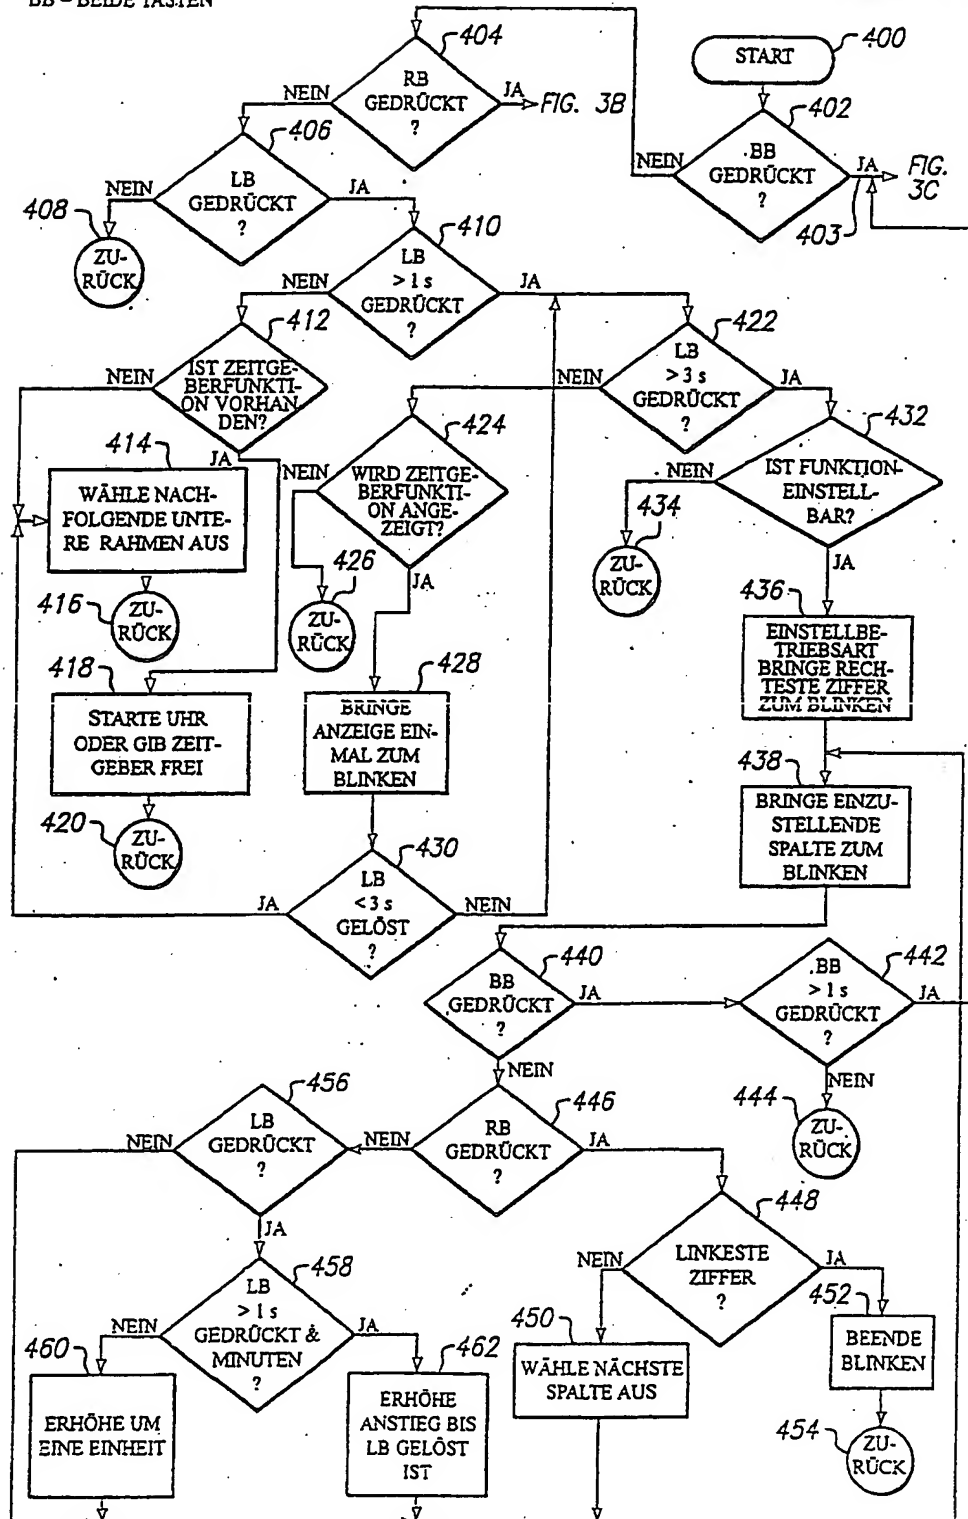 BB = BEIDE TASTEN
400
START
402
BB
GEDRÜCKT
?
NEIN
JA
FIG.
3C
403
404
RB
GEDRÜCKT
?
NEIN
JA
FIG. 3B
406
LB
GEDRÜCKT
?
NEIN
JA
408
ZU-
RÜCK
410
LB
> 1 s
GEDRÜCKT
?
NEIN
JA
412
IST ZEITGE-
BERFUNKTI-
ON VORHAN-
DEN?
NEIN
JA
414
WÄHLE NACH-
FOLGENDE UNTE-
RE RAHMEN AUS
416
ZU-
RÜCK
418
STARTE UHR
ODER GIB ZEIT-
GEBER FREI
420
ZU-
RÜCK
422
LB
> 3 s
GEDRÜCKT
?
NEIN
JA
424
WIRD ZEITGE-
BERFUNKTI-
ON ANGE-
ZEIGT?
NEIN
JA
426
ZU-
RÜCK
428
BRINGE
ANZEIGE EIN-
MAL ZUM
BLINKEN
430
LB
< 3 s
GELÖST
?
JA
NEIN
432
IST FUNKTION-
EINSTELL-
BAR?
NEIN
JA
434
ZU-
RÜCK
436
EINSTELLBE-
TRIEBSART
BRINGE RECH-
TESTE ZIFFER
ZUM BLINKEN
438
BRINGE EINZU-
STELLENDE
SPALTE ZUM
BLINKEN
440
BB
GEDRÜCKT
?
JA
NEIN
442
BB
> 1 s
GEDRÜCKT
?
JA
NEIN
444
ZU-
RÜCK
446
RB
GEDRÜCKT
?
NEIN
JA
448
LINKESTE
ZIFFER
?
NEIN
JA
450
WÄHLE NÄCHSTE
SPALTE AUS
452
BEENDE
BLINKEN
454
ZU-
RÜCK
456
LB
GEDRÜCKT
?
NEIN
JA
458
LB
> 1 s
GEDRÜCKT &
MINUTEN
?
NEIN
JA
460
ERHÖHE UM
EINE EINHEIT
462
ERHÖHE
ANSTIEG BIS
LB GELÖST
IST